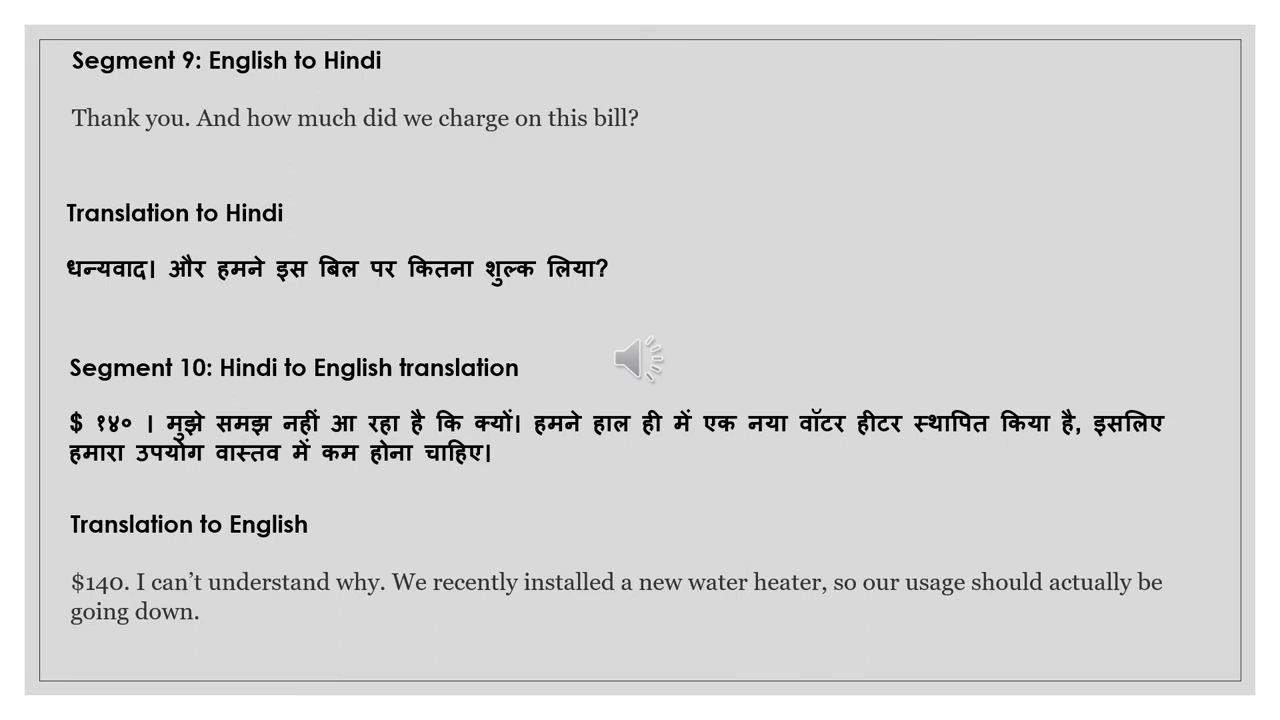 Segment 9: English to Hindi
Thank you. And how much did we charge on this bill?
Translation to Hindi
धन्यवाद। और हमने इस बिल पर कितना शुल्क लिया?
Segment 10: Hindi to English translation
$ १४० । मुझे समझ नहीं आ रहा है कि क्यों। हमने हाल ही में एक नया वॉटर हीटर स्थापित किया है, इसलिए
हमारा उपयोग वास्तव में कम होना चाहिए।
Translation to English
$140. I can’t understand why. We recently installed a new water heater, so our usage should actually be
going down.